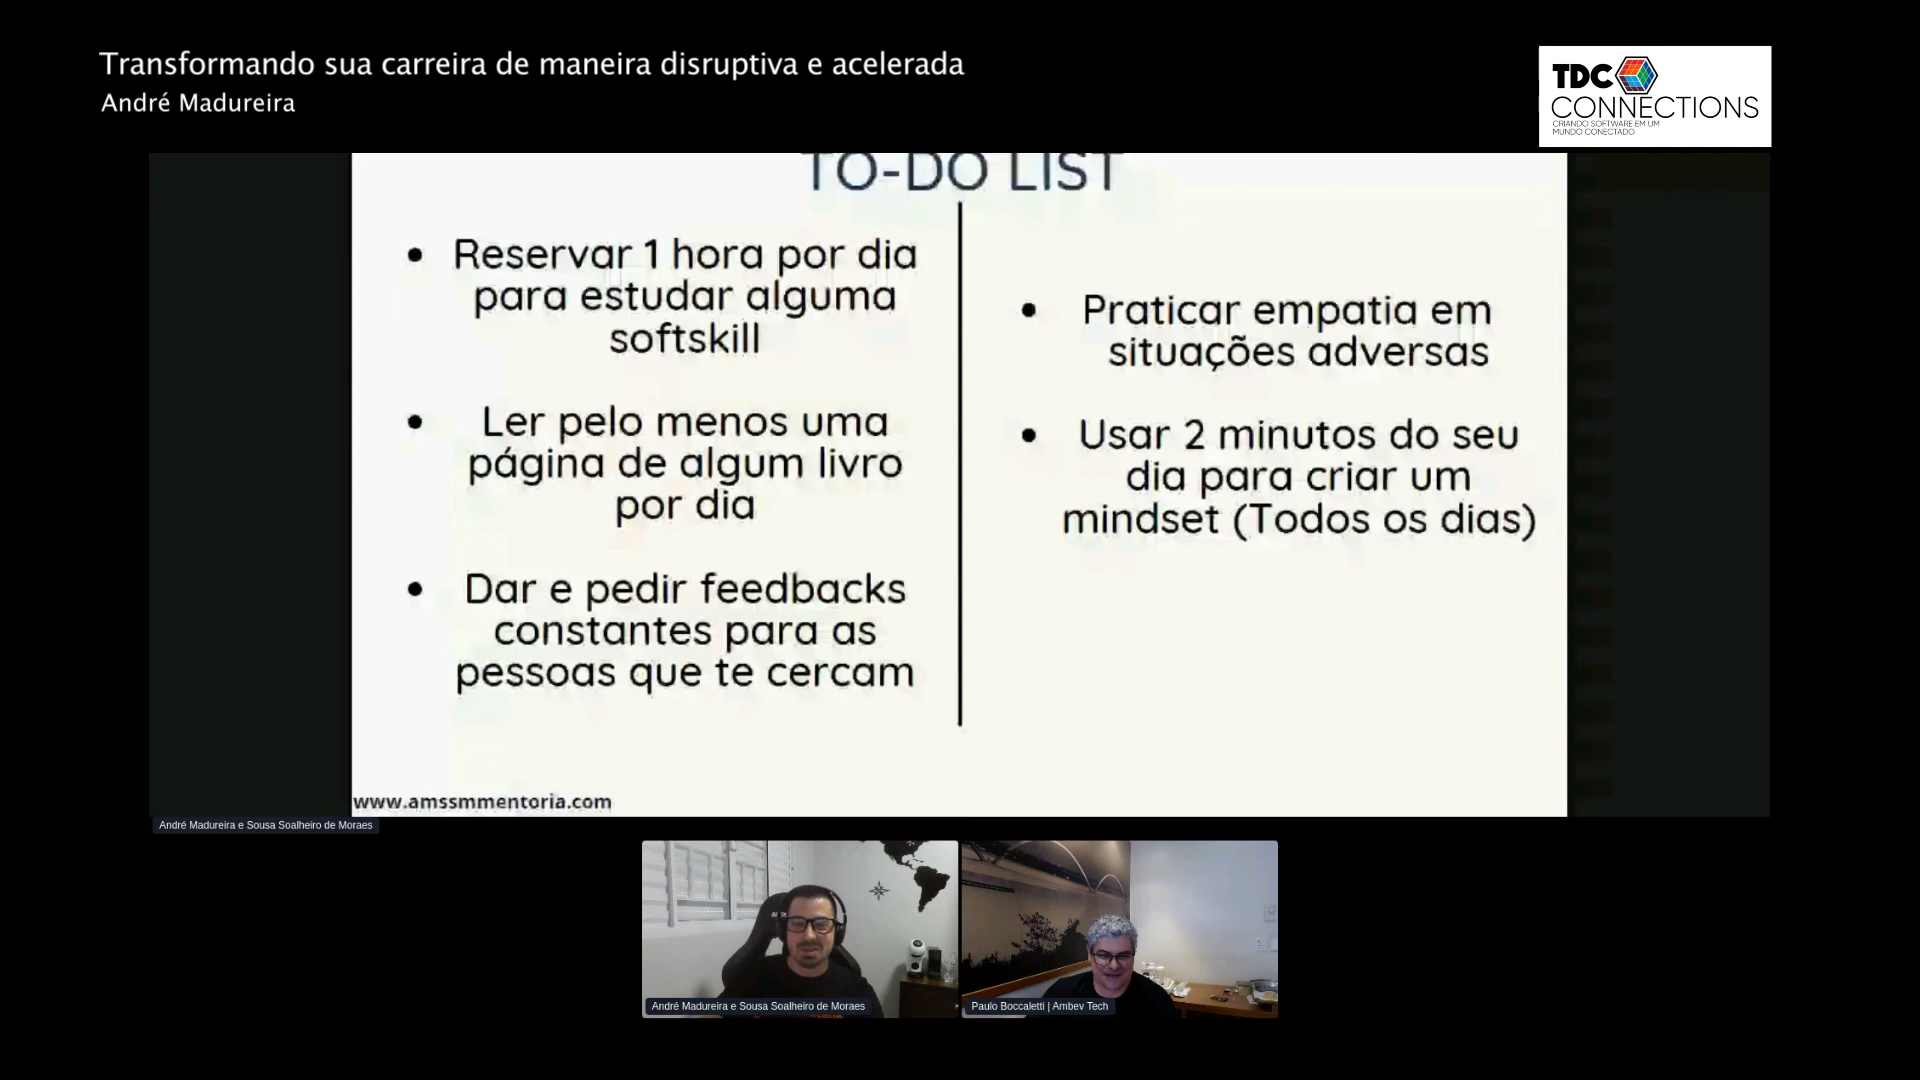 Transformando sua carreira de maneira disruptiva e acelerada
André Madureira
TDC
CONNECTIONS
CRIANDO SOFTWARE EM UM
MUNDO CONECTADO
TO-DO LIST
• Reservar 1 hora por dia
para estudar alguma
softskill
• Ler pelo menos uma
página de algum livro
por dia
• Dar e pedir feedbacks
constantes para as
pessoas que te cercam
• Praticar empatia em
situações adversas
• Usar 2 minutos do seu
dia para criar um
mindset (Todos os dias)
www.amssmmentoria.com
André Madureira e Sousa Soalheiro de Moraes
André Madureira e Sousa Soalheiro de Moraes
Paulo Boccaletti | Ambev Tech